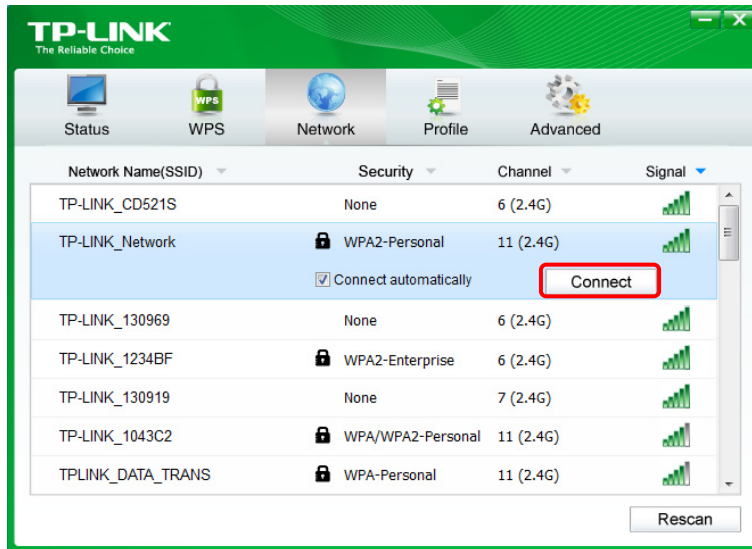 TP-LINK
The Reliable Choice
WPS
Status WPS Network Profile Advanced
Network Name(SSID) Security Channel Signal
TP-LINK_CD521S None 6 (2.4G)
TP-LINK_Network WPA2-Personal 11 (2.4G)
Connect automatically Connect
TP-LINK_130969 None 6 (2.4G)
TP-LINK_1234BF WPA2-Enterprise 6 (2.4G)
TP-LINK_130919 None 7 (2.4G)
TP-LINK_1043C2 WPA/WPA2-Personal 11 (2.4G)
TPLINK_DATA_TRANS WPA-Personal 11 (2.4G)
Rescan